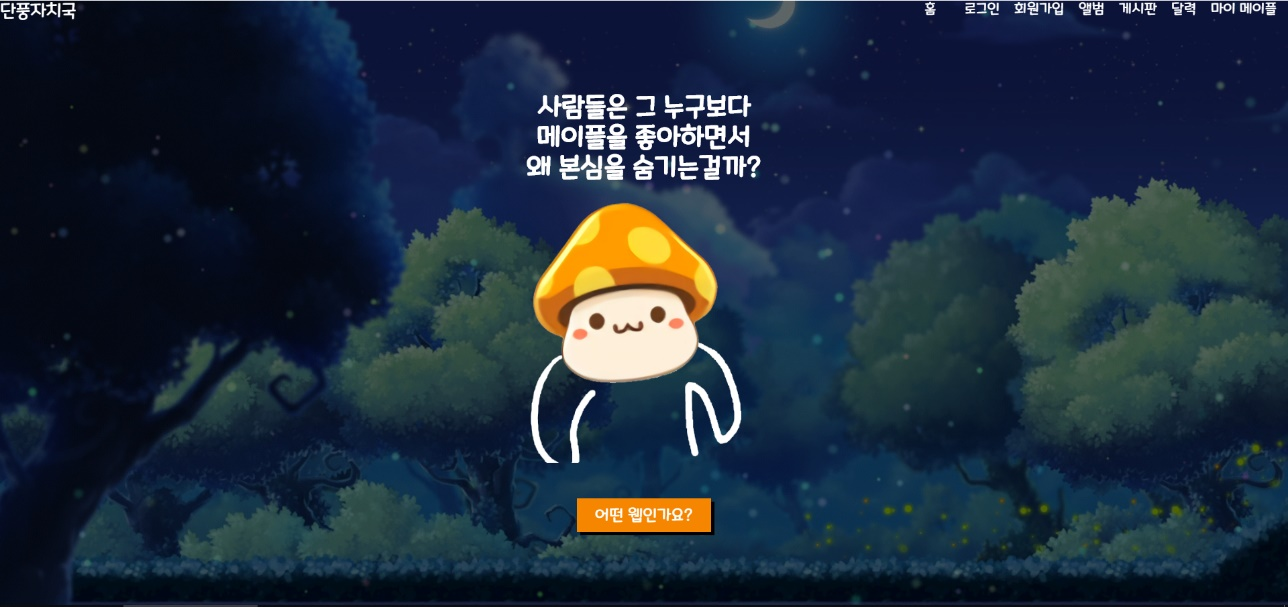 단풍자치국
홈 로그인 회원가입 앨범 게시판 달력 마이 메이플
사람들은 그 누구보다
메이플을 좋아하면서
왜 본심을 숨기는걸까?
어떤 웹인가요?